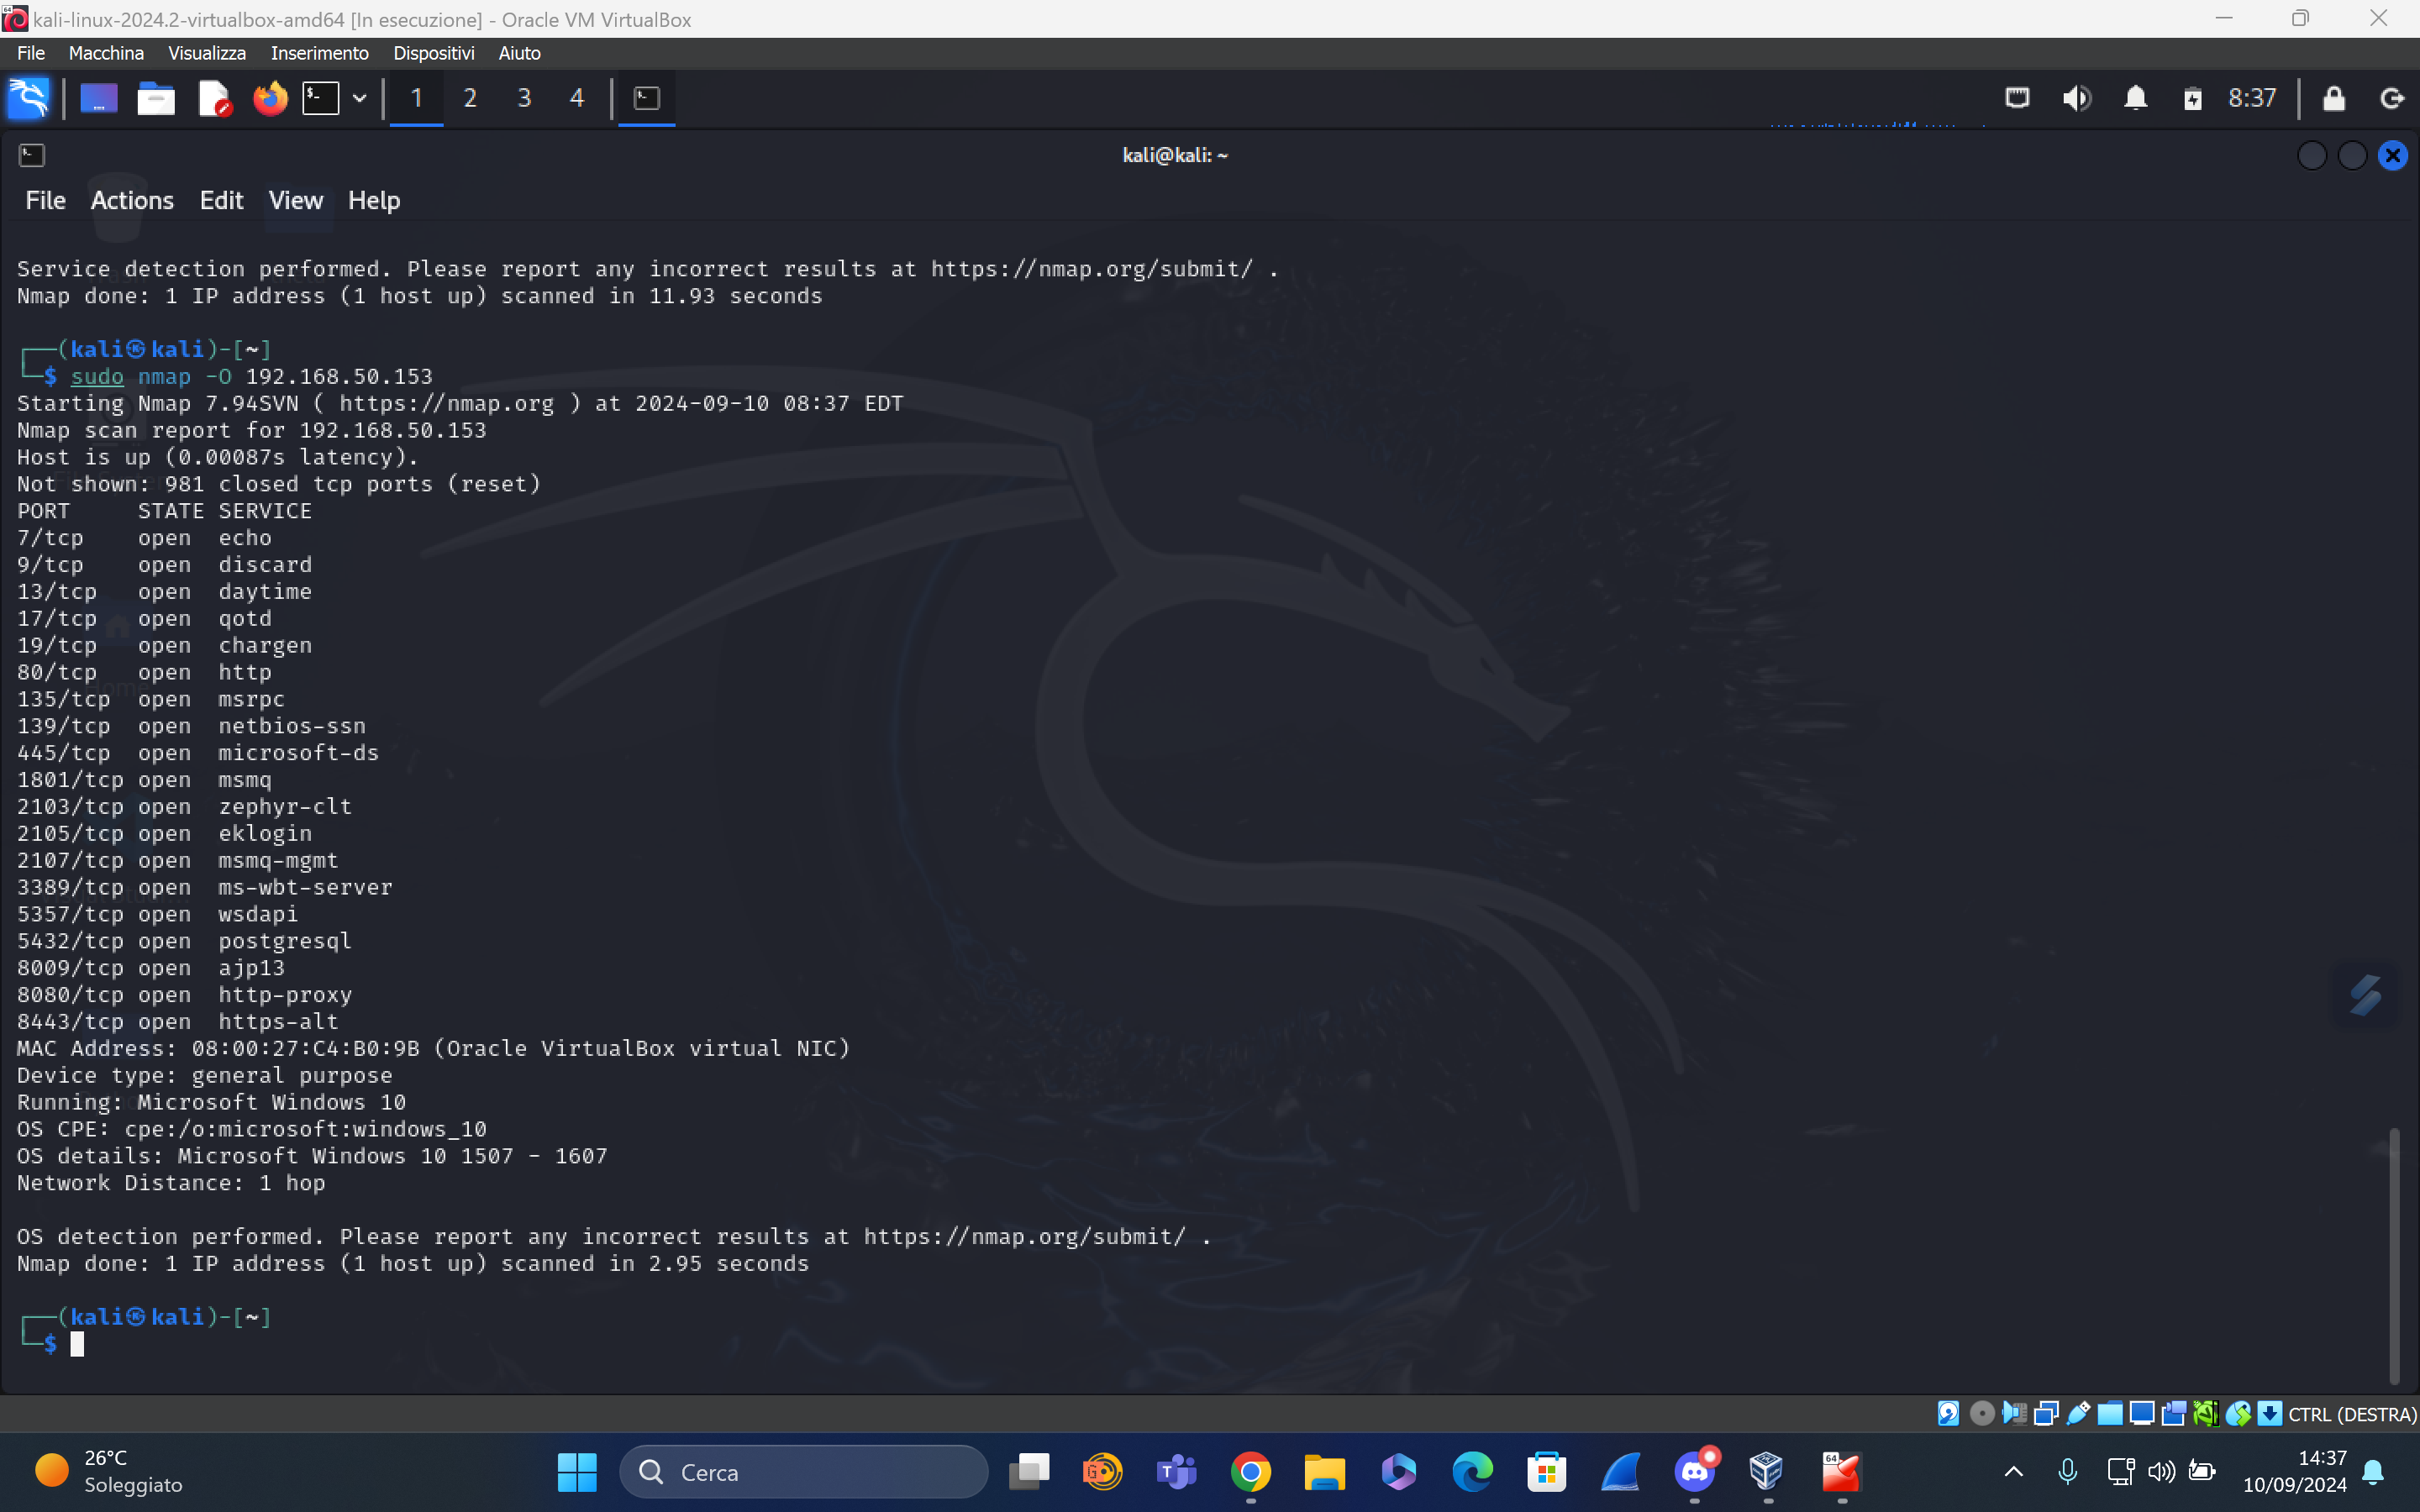 kali-linux-2024.2-virtualbox-amd64 [In esecuzione] - Oracle VM VirtualBox
File Macchina Visualizza Inserimento Dispositivi Aiuto
1 2 3 4 8:37
kali@kali: ~
File Actions Edit View Help
Service detection performed. Please report any incorrect results at https://nmap.org/submit/ .
Nmap done: 1 IP address (1 host up) scanned in 11.93 seconds
┌──(kali㉿kali)-[~]
└─$ sudo nmap -O 192.168.50.153
Starting Nmap 7.94SVN ( https://nmap.org ) at 2024-09-10 08:37 EDT
Nmap scan report for 192.168.50.153
Host is up (0.00087s latency).
Not shown: 981 closed tcp ports (reset)
PORT     STATE SERVICE
7/tcp    open  echo
9/tcp    open  discard
13/tcp   open  daytime
17/tcp   open  qotd
19/tcp   open  chargen
80/tcp   open  http
135/tcp  open  msrpc
139/tcp  open  netbios-ssn
445/tcp  open  microsoft-ds
1801/tcp open  msmq
2103/tcp open  zephyr-clt
2105/tcp open  eklogin
2107/tcp open  msmq-mgmt
3389/tcp open  ms-wbt-server
5357/tcp open  wsdapi
5432/tcp open  postgresql
8009/tcp open  ajp13
8080/tcp open  http-proxy
8443/tcp open  https-alt
MAC Address: 08:00:27:C4:B0:9B (Oracle VirtualBox virtual NIC)
Device type: general purpose
Running: Microsoft Windows 10
OS CPE: cpe:/o:microsoft:windows_10
OS details: Microsoft Windows 10 1507 - 1607
Network Distance: 1 hop
OS detection performed. Please report any incorrect results at https://nmap.org/submit/ .
Nmap done: 1 IP address (1 host up) scanned in 2.95 seconds
┌──(kali㉿kali)-[~]
└─$
CTRL (DESTRA)
26°C
Soleggiato
Cerca
14:37
10/09/2024